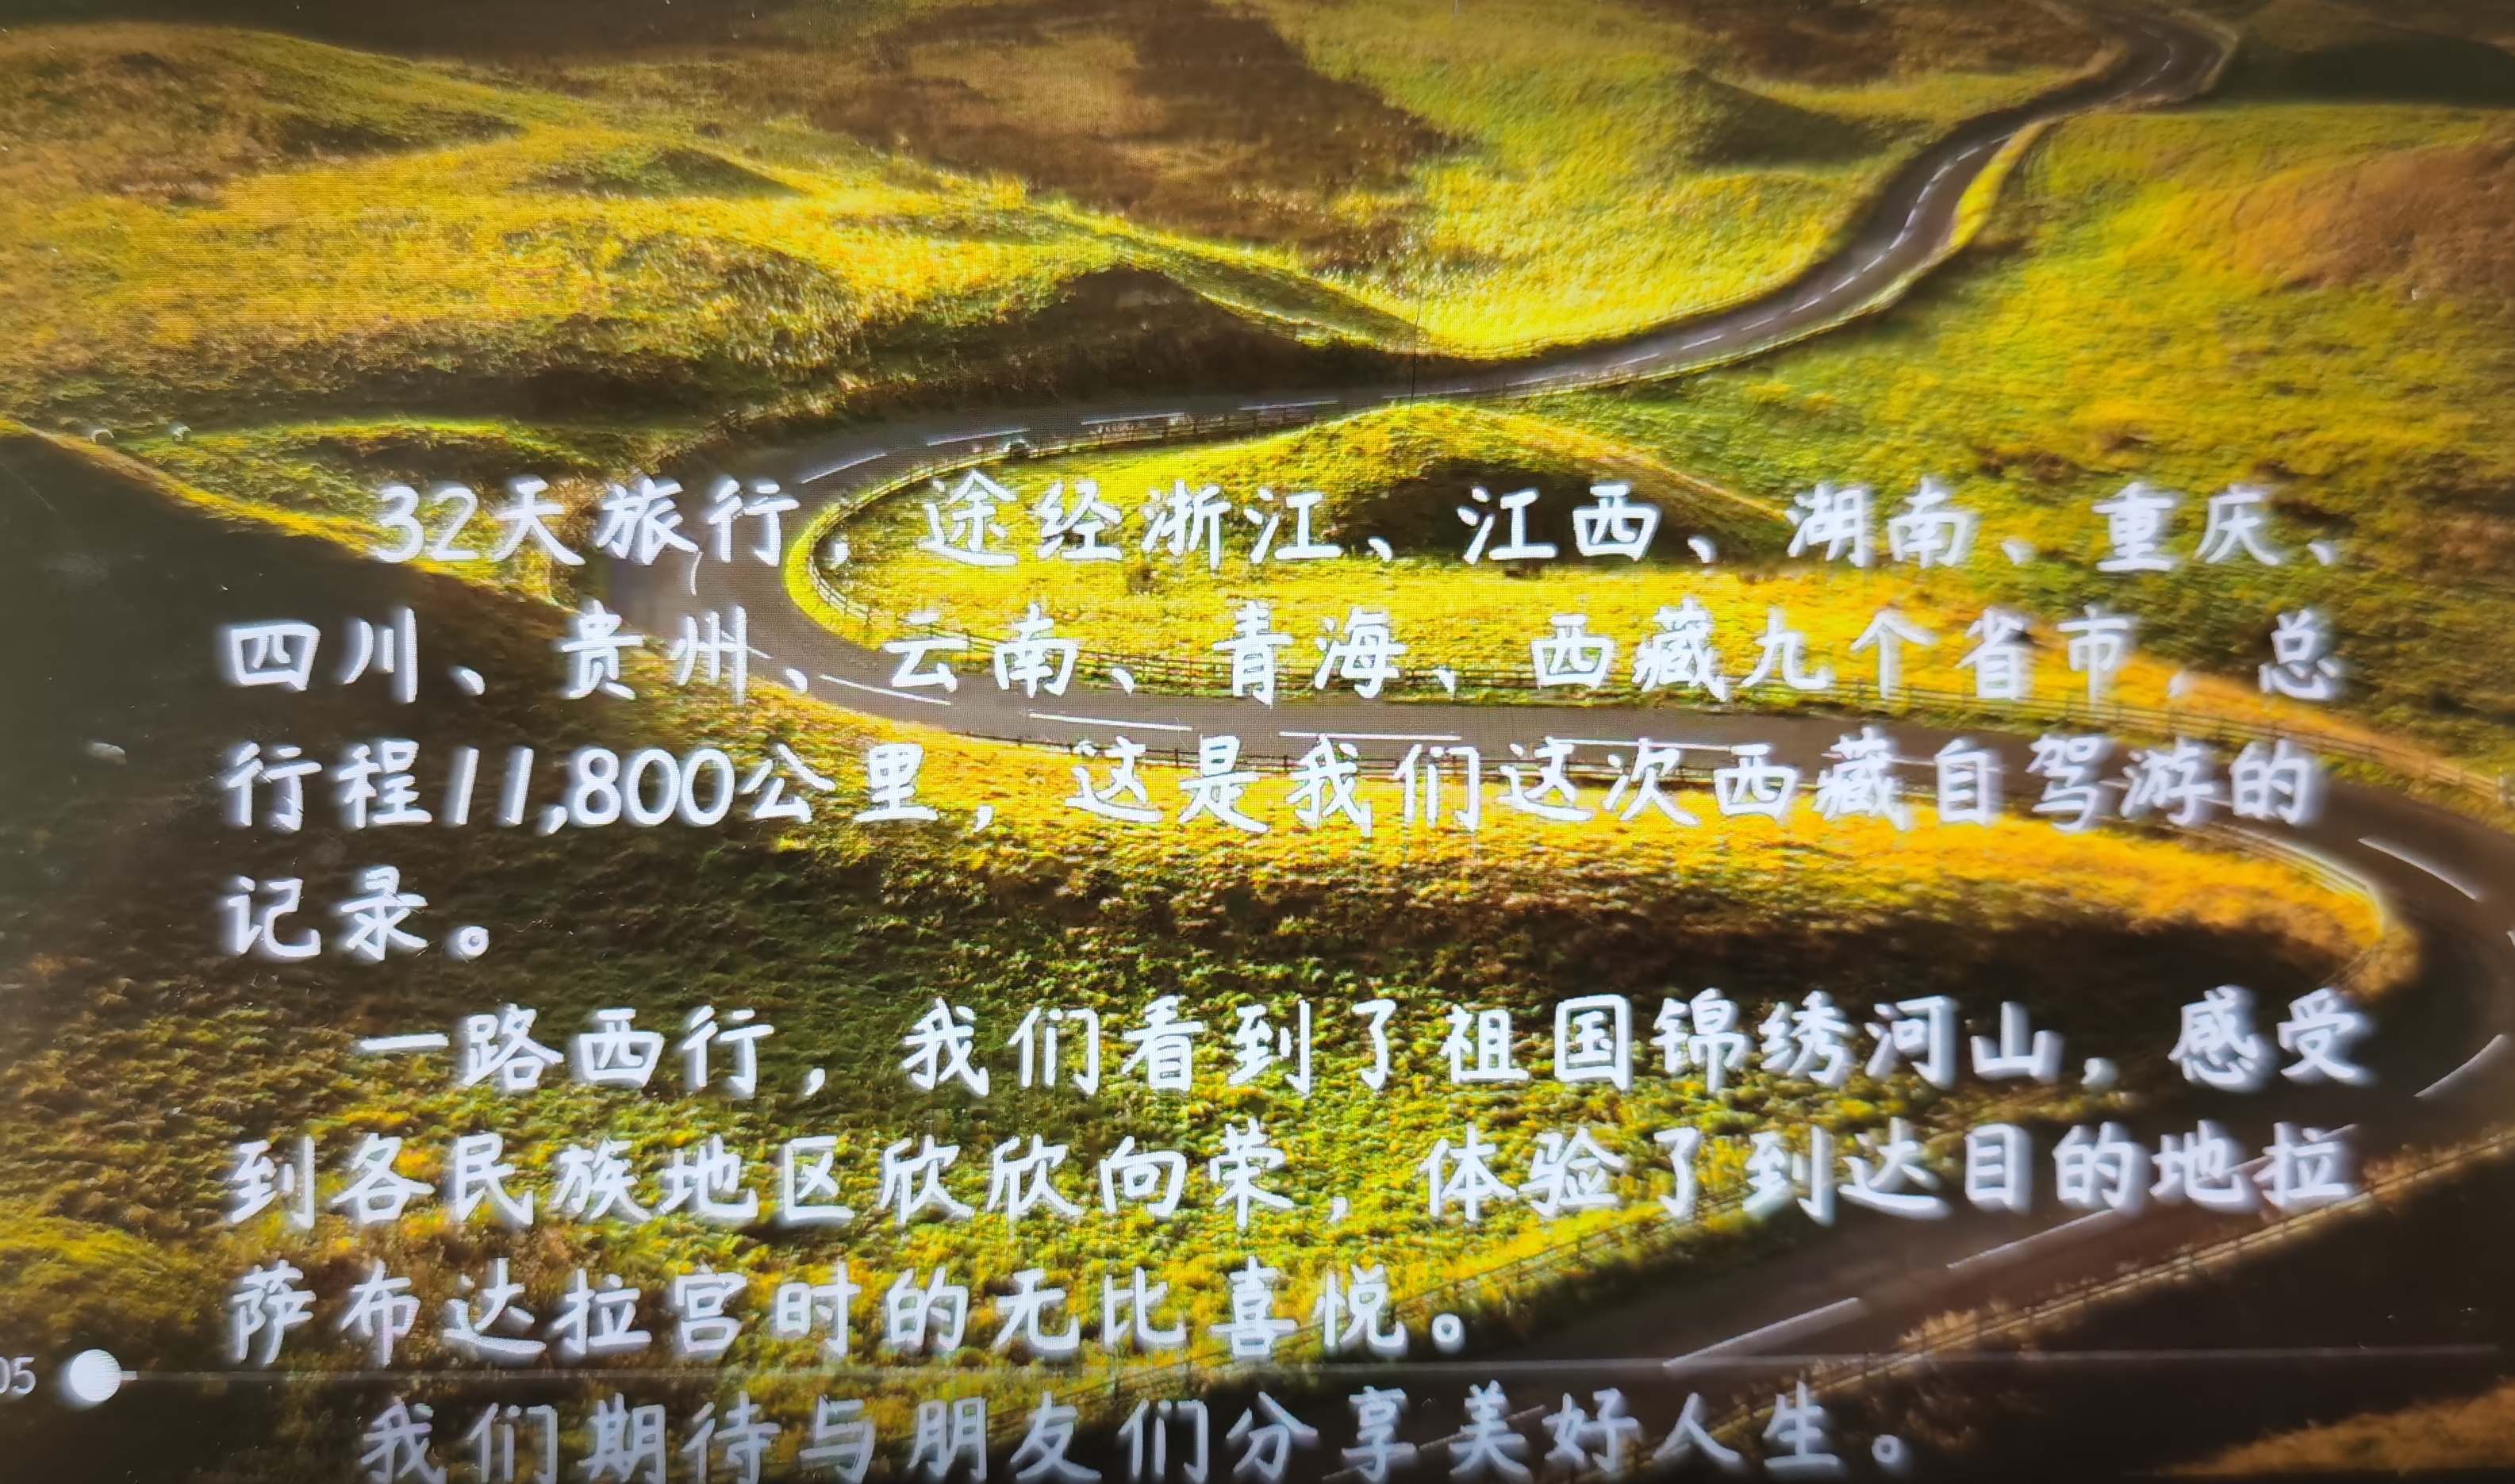 32天旅行，途经浙江、江西、湖南、重庆、
四川、贵州、云南、青海、西藏九个省市，总
行程11,800公里，这是我们这次西藏自驾游的
记录。
一路西行，我们看到了祖国锦绣河山，感受
到各民族地区欣欣向荣，体验了到达目的地拉
萨布达拉宫时的无比喜悦。
05
我们期待与朋友们分享美好人生。